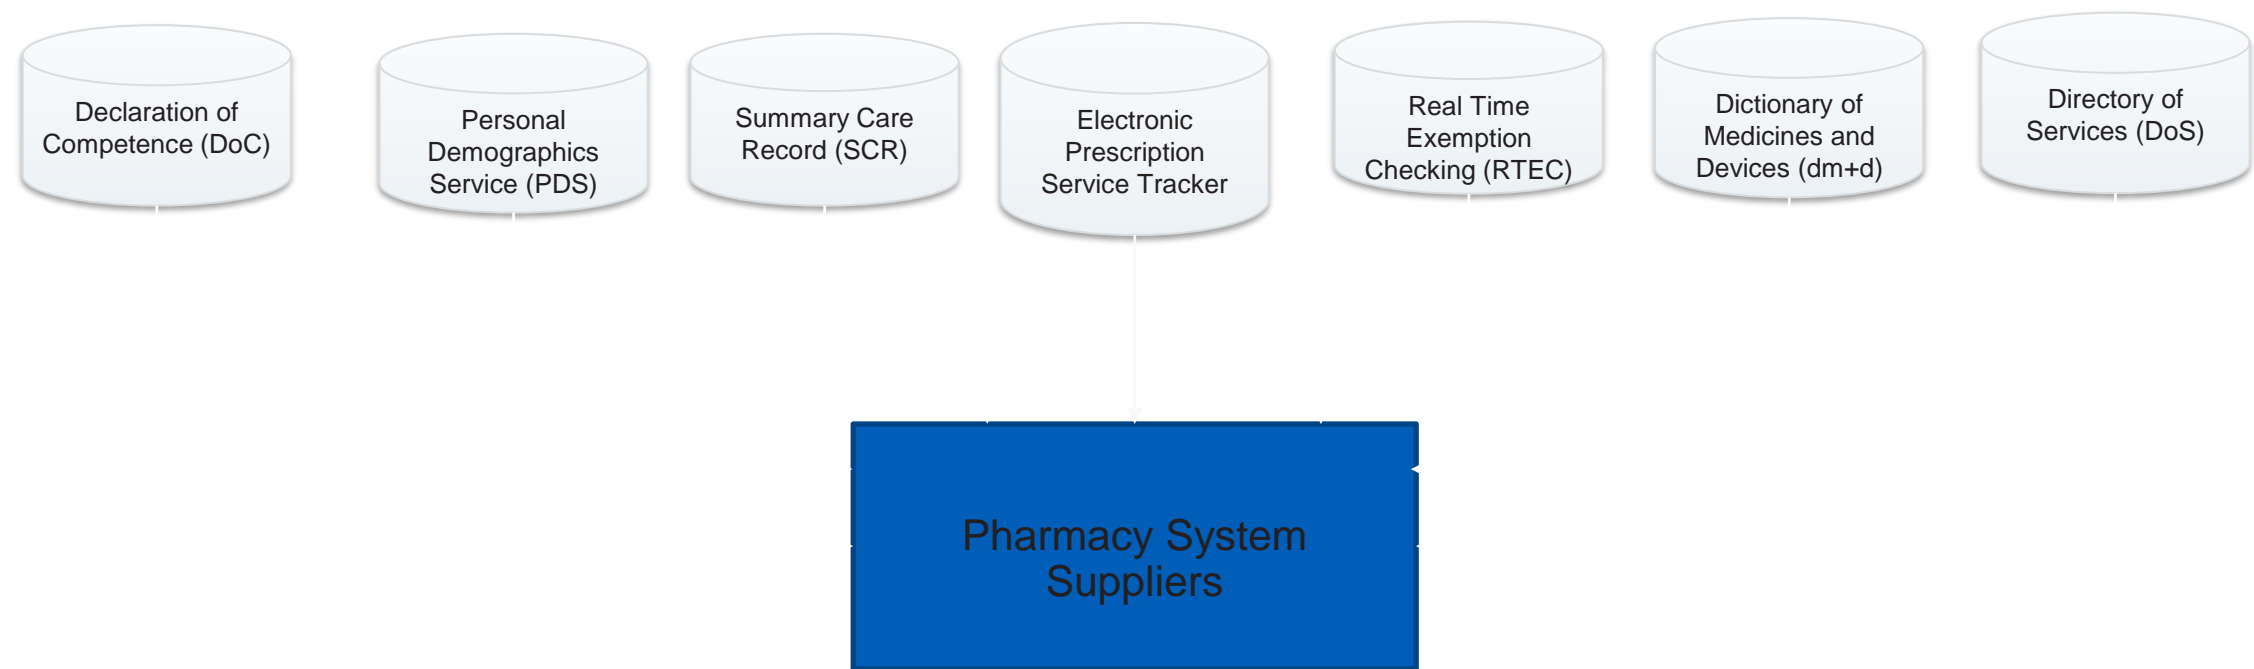 Declaration of
Competence (DoC)
Personal
Demographics
Service (PDS)
Summary Care
Record (SCR)
Electronic
Prescription
Service Tracker
Real Time
Exemption
Checking (RTEC)
Dictionary of
Medicines and
Devices (dm+d)
Directory of
Services (DoS)
Pharmacy System
Suppliers